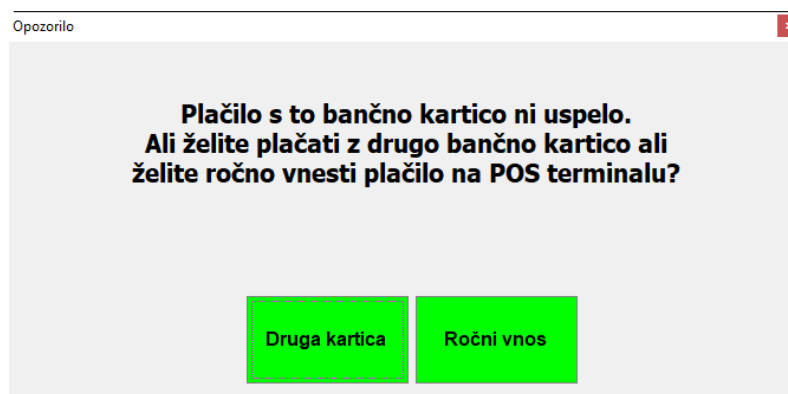 Opozorilo
Plačilo s to bančno kartico ni uspelo.
Ali želite plačati z drugo bančno kartico ali
želite ročno vnesti plačilo na POS terminalu?
Druga kartica
Ročni vnos